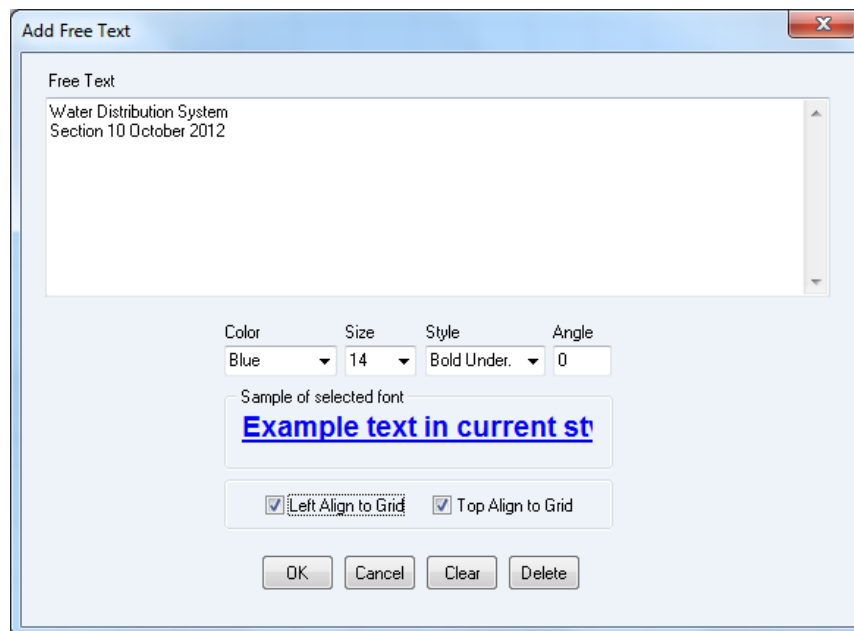 Add Free Text
Free Text
Water Distribution System
Section 10 October 2012
Color Size Style Angle
Blue 14 Bold Under. 0
Sample of selected font
Example text in current sty
Left Align to Grid Top Align to Grid
OK Cancel Clear Delete